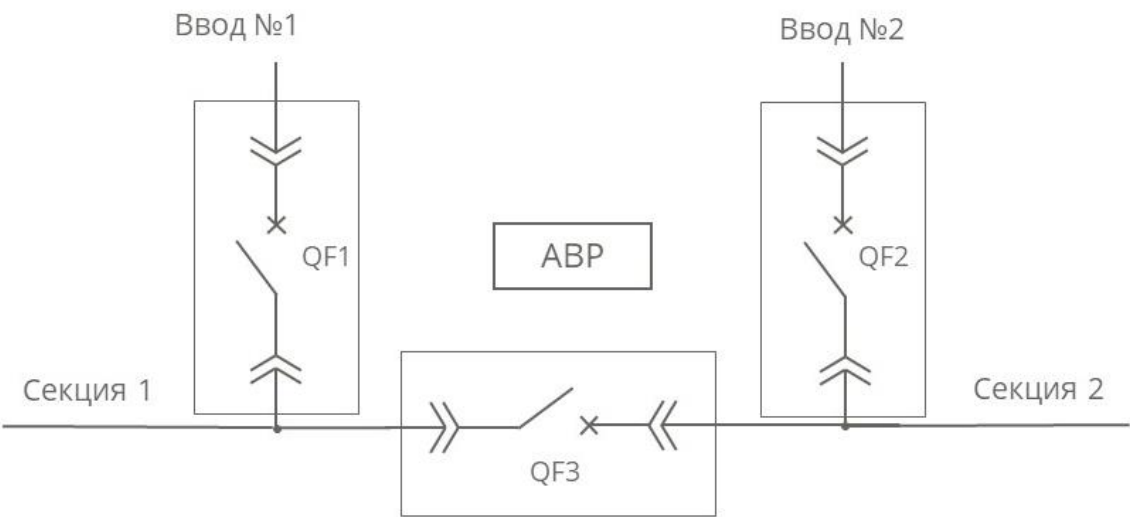 Ввод №1
Ввод №2
QF1
АВР
QF2
Секция 1
Секция 2
QF3